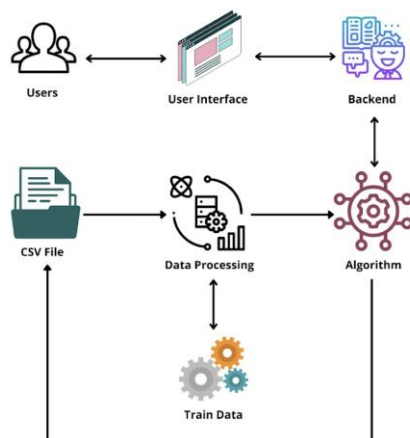 Users
User Interface
Backend
CSV File
Data Processing
Algorithm
Train Data